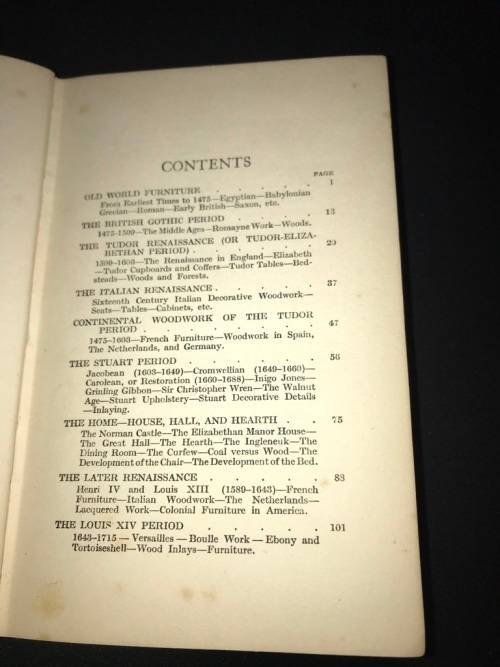 CONTENTS
PAGE
OLD WORLD FURNITURE . . . . . 1
From Earliest Times to 1475—Egyptian—Babylonian
Grecian—Roman—Early British—Saxon, etc.
THE BRITISH GOTHIC PERIOD . . . . 13
1475-1509—The Middle Ages—Romayne Work—Woods.
THE TUDOR RENAISSANCE (OR TUDOR-ELIZA-
BETHAN PERIOD) . . . . . . 20
1509-1603—The Renaissance in England—Elizabeth
—Tudor Cupboards and Coffers—Tudor Tables—Bed-
steads—Woods and Forests.
THE ITALIAN RENAISSANCE . . . . . 37
Sixteenth Century Italian Decorative Woodwork—
Seats—Tables—Cabinets, etc.
CONTINENTAL WOODWORK OF THE TUDOR
PERIOD . . . . . . . . 47
1475-1603—French Furniture—Woodwork in Spain,
The Netherlands, and Germany.
THE STUART PERIOD . . . . . . 56
Jacobean (1603-1649)—Cromwellian (1649-1660)—
Carolean, or Restoration (1660-1688)—Inigo Jones—
Grinling Gibbon—Sir Christopher Wren—The Walnut
Age—Stuart Upholstery—Stuart Decorative Details
—Inlaying.
THE HOME—HOUSE, HALL, AND HEARTH . . 75
The Norman Castle—The Elizabethan Manor House—
The Great Hall—The Hearth—The Ingleneuk—The
Dining Room—The Curfew—Coal versus Wood—The
Development of the Chair—The Development of the Bed.
THE LATER RENAISSANCE . . . . . 83
Henri IV and Louis XIII (1589-1643)—French
Furniture—Italian Woodwork—The Netherlands—
Lacquered Work—Colonial Furniture in America.
THE LOUIS XIV PERIOD . . . . . 101
1643-1715—Versailles—Boulle Work—Ebony and
Tortoiseshell—Wood Inlays—Furniture.